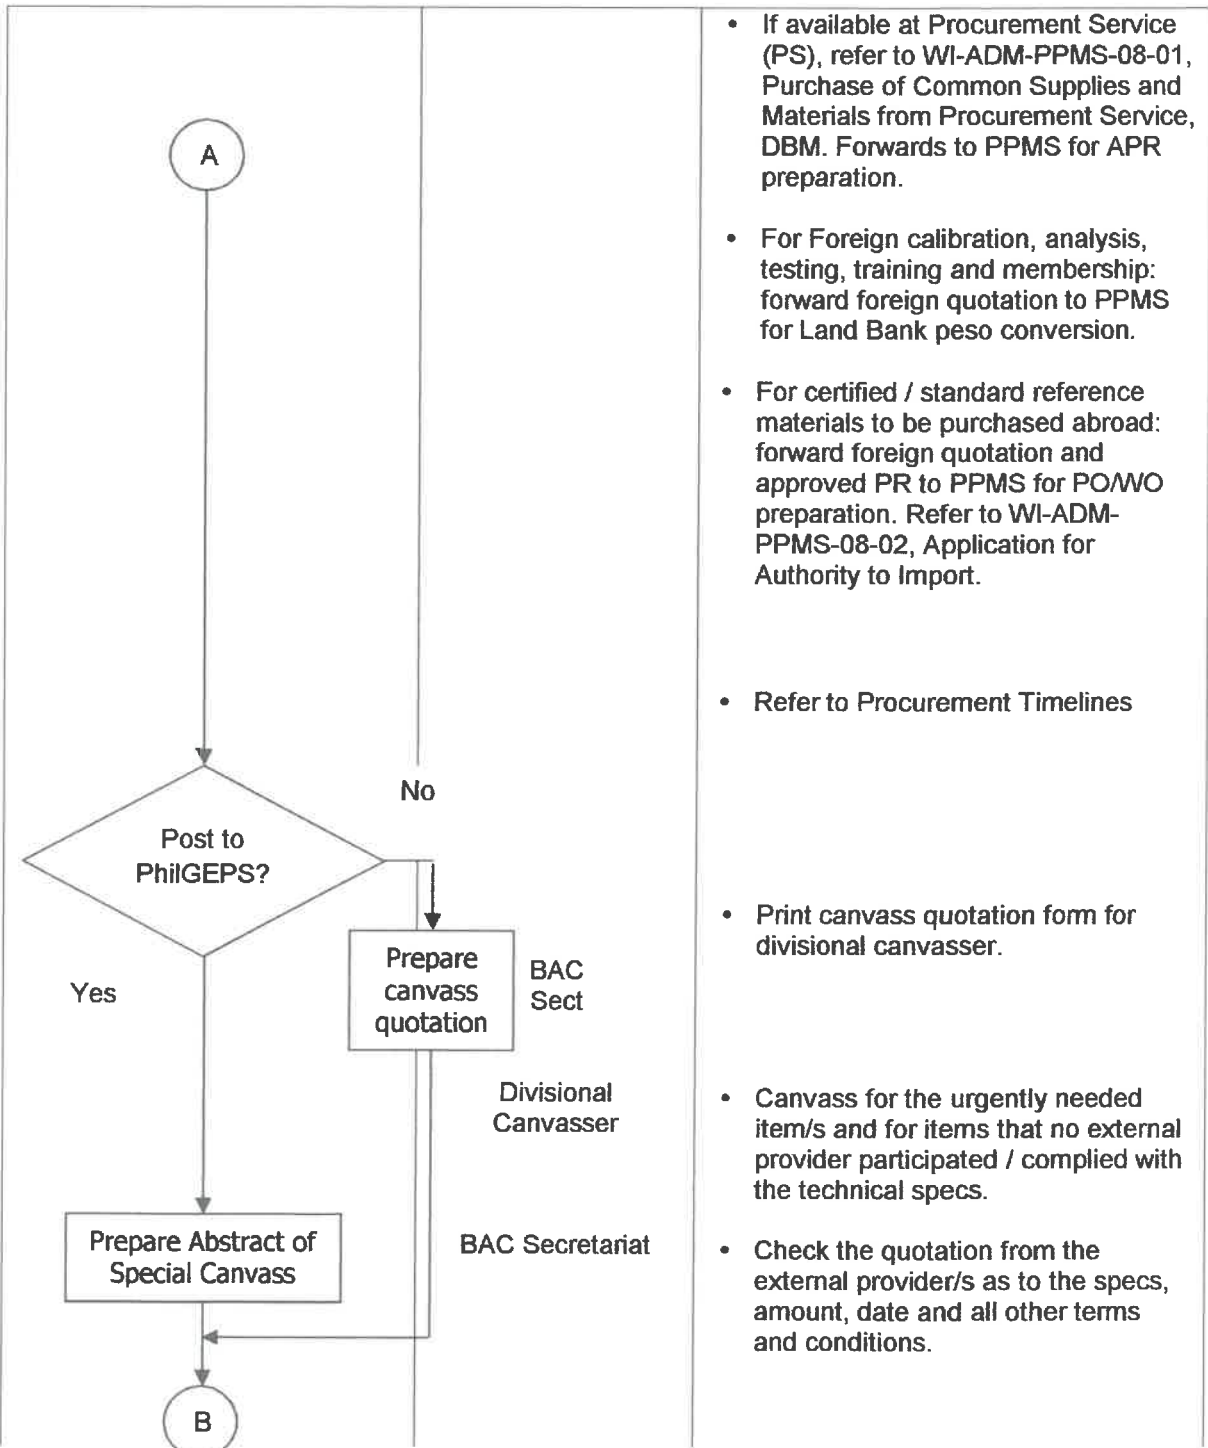 • If available at Procurement Service
(PS), refer to WI-ADM-PPMS-08-01,
Purchase of Common Supplies and
Materials from Procurement Service,
DBM. Forwards to PPMS for APR
preparation.
A
• For Foreign calibration, analysis,
testing, training and membership:
forward foreign quotation to PPMS
for Land Bank peso conversion.
• For certified / standard reference
materials to be purchased abroad:
forward foreign quotation and
approved PR to PPMS for PO/WO
preparation. Refer to WI-ADM-
PPMS-08-02, Application for
Authority to Import.
• Refer to Procurement Timelines
No
Post to
PhilGEPS?
• Print canvass quotation form for
divisional canvasser.
Yes
Prepare
canvass
quotation
BAC
Sect
Divisional
Canvasser
• Canvass for the urgently needed
item/s and for items that no external
provider participated / complied with
the technical specs.
Prepare Abstract of
Special Canvass
BAC Secretariat
• Check the quotation from the
external provider/s as to the specs,
amount, date and all other terms
and conditions.
B